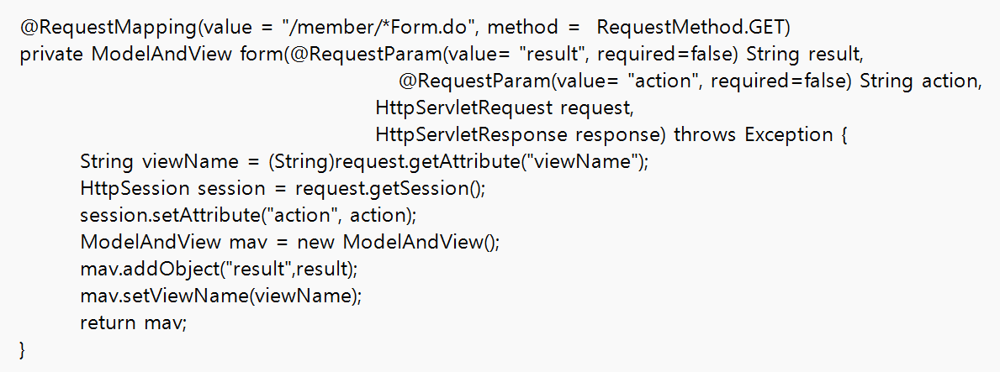 @RequestMapping(value = "/member/*Form.do", method =  RequestMethod.GET)
private ModelAndView form(@RequestParam(value= "result", required=false) String result,
@RequestParam(value= "action", required=false) String action,
HttpServletRequest request,
HttpServletResponse response) throws Exception {
String viewName = (String)request.getAttribute("viewName");
HttpSession session = request.getSession();
session.setAttribute("action", action);
ModelAndView mav = new ModelAndView();
mav.addObject("result",result);
mav.setViewName(viewName);
return mav;
}